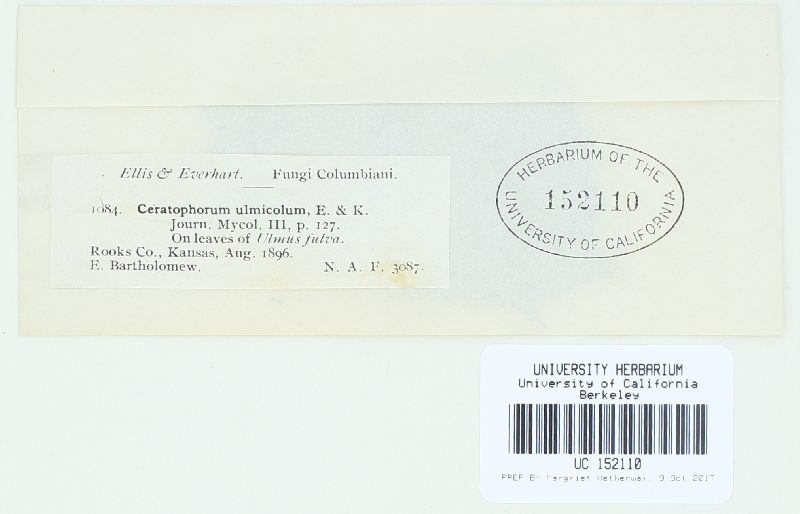 Ellis & Everhart. Fungi Columbiani.
1084. Ceratophorum ulmicolum, E. & K.
Journ. Mycol. III, p. 127.
On leaves of Ulmus fulva.
Rooks Co., Kansas, Aug. 1896.
E. Bartholomew. N. A. F. 3087.
HERBARIUM OF THE
152110
UNIVERSITY OF CALIFORNIA
UNIVERSITY HERBARIUM
University of California
Berkeley
UC 152110
PREP BY Margriet Wetherwax, 9 Oct 2017